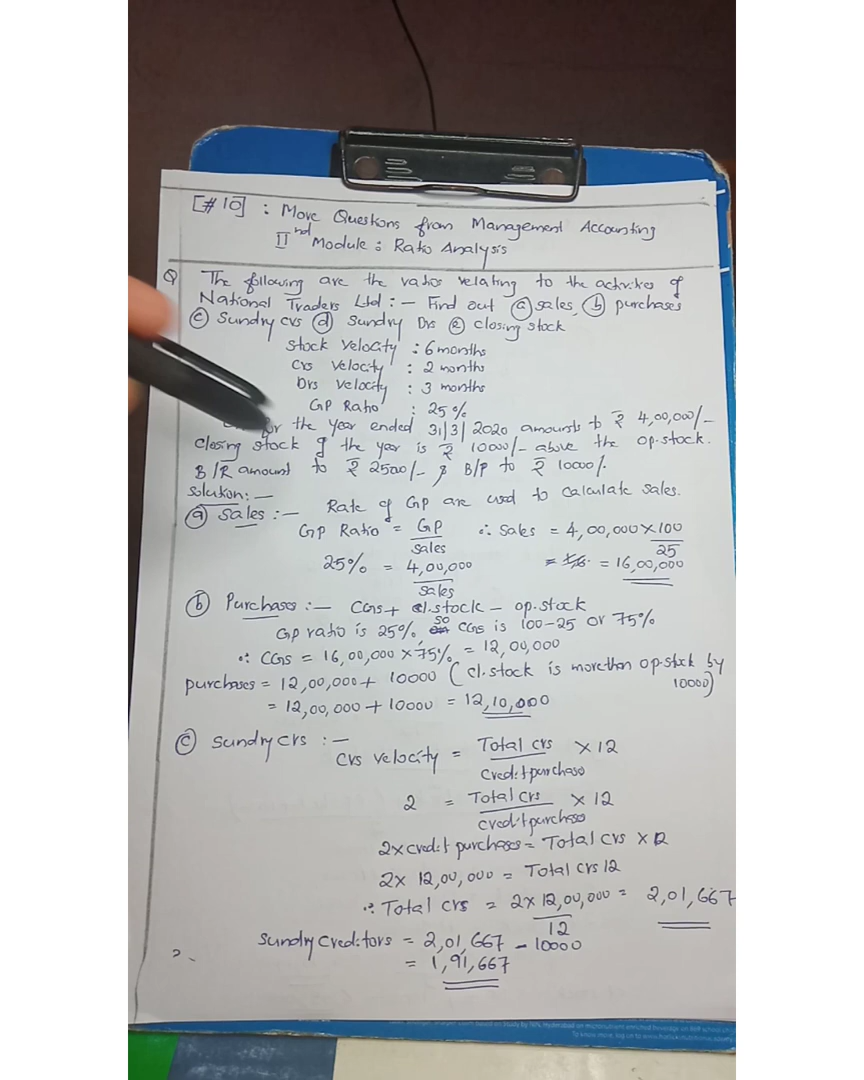 [#10] : More Questions from Management Accounting
IInd Module : Ratio Analysis
Q The following are the ratios relating to the activities of
National Traders Ltd :- Find out (a) sales, (b) purchases
(c) Sundry crs (d) Sundry Drs (e) closing stock
Stock Velocity : 6 months
Crs Velocity : 2 months
Drs Velocity : 3 months
GP Ratio : 25%
for the year ended 31/3/2020 amounts to ₹ 4,00,000/-
closing stock of the year is ₹ 10000/- above the op.stock.
B/R amount to ₹ 2500/- & B/P to ₹ 10000/.
Solution: -
(a) Sales :- Rate of GP are used to calculate sales.
GP Ratio = GP/Sales ∴ Sales = 4,00,000 × 100/25
25% = 4,00,000/Sales = 16,00,000
(b) Purchases :- CGS + cl.stock - op.stock
GP ratio is 25%, so CGS is 100-25 or 75%
∴ CGS = 16,00,000 × 75% = 12,00,000
purchases = 12,00,000 + 10000 (cl.stock is more than op.stock by 10000)
= 12,00,000 + 10000 = 12,10,000
(c) Sundry crs :-
Crs velocity = Total crs/Credit purchase × 12
2 = Total crs/credit purchases × 12
2 x credit purchases = Total crs × 12
2 x 12,00,000 = Total crs 12
∴ Total crs = 2 x 12,00,000/12 = 2,01,667
Sundry creditors = 2,01,667 - 10000
= 1,91,667